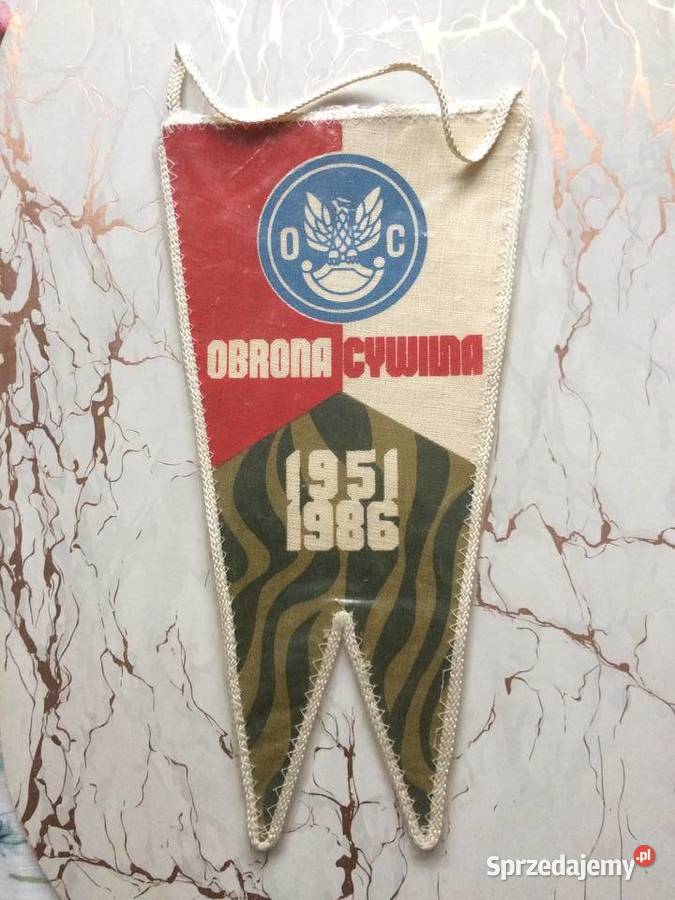 O C
OBRONA CYWILNA
1951
1986
Sprzedajemy.pl